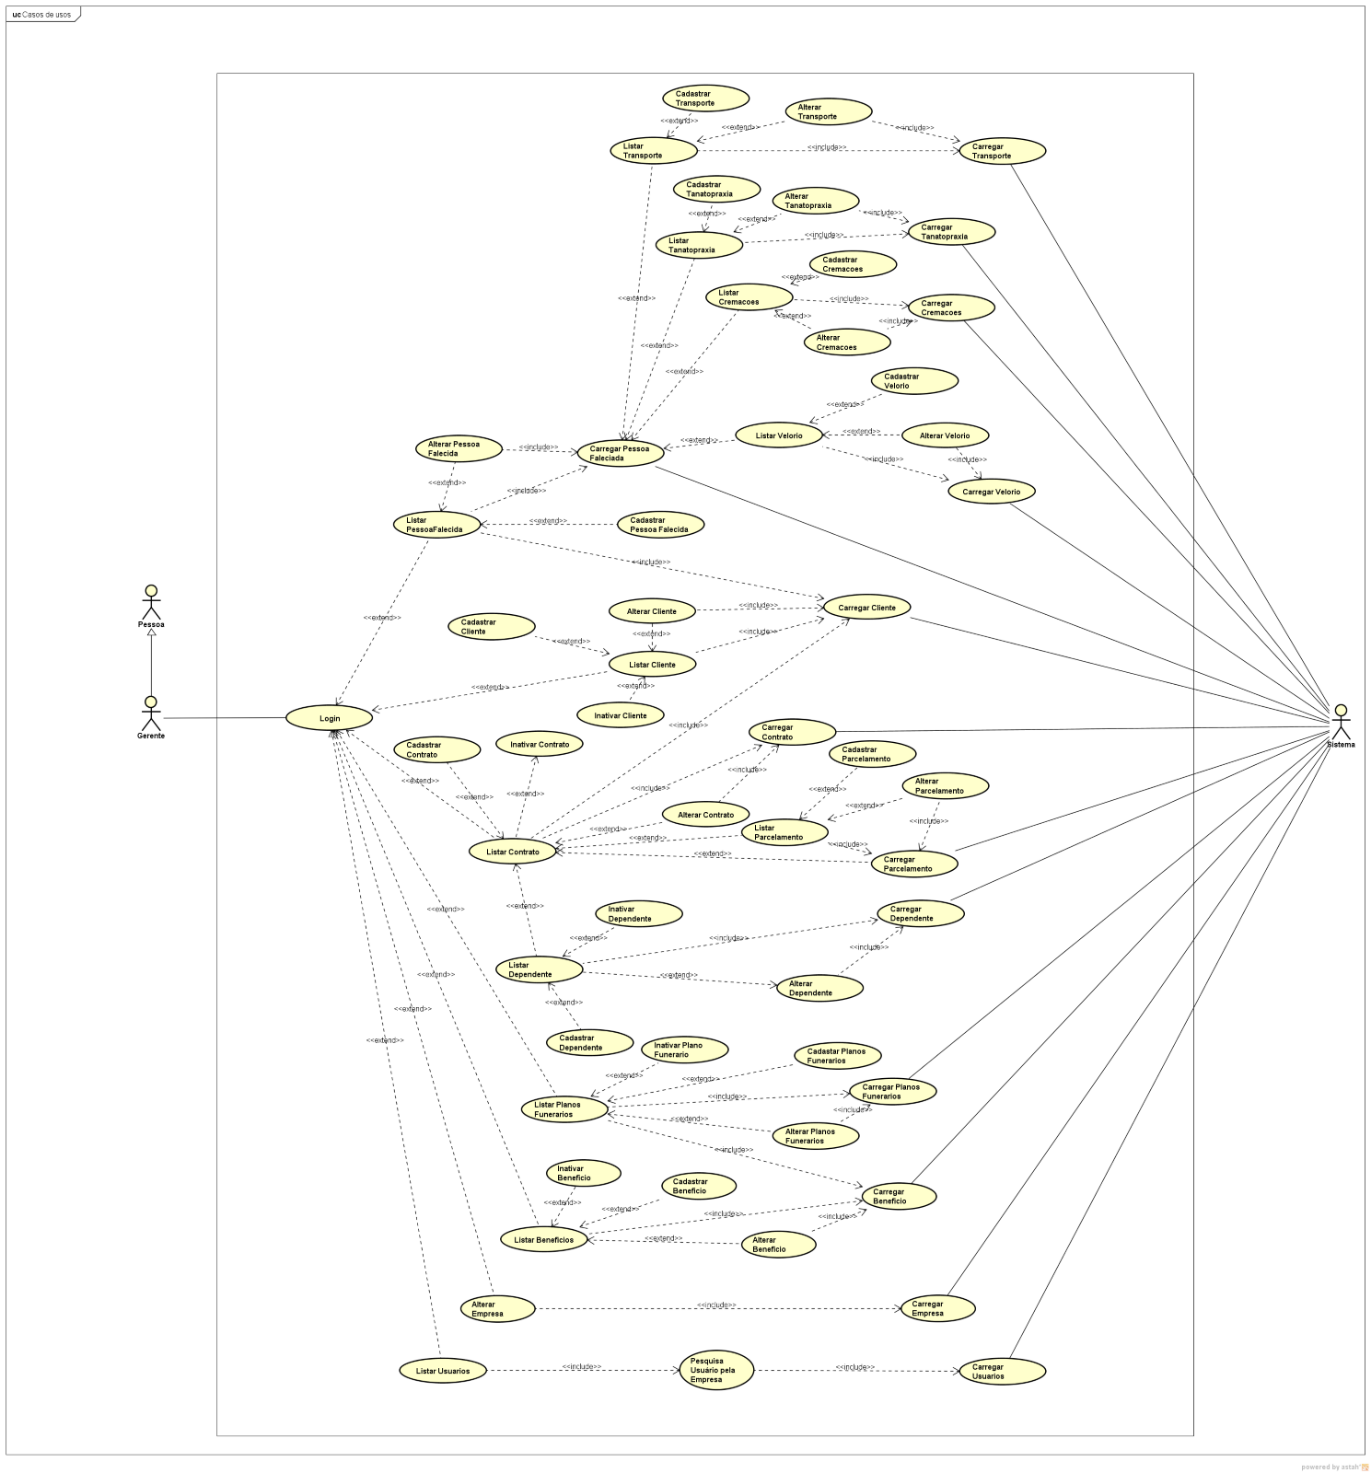 uc Casos de usos
Cadastrar
Transporte
Alterar
Transporte
<<extend>>
<<extend>>
<<include>>
Listar
Transporte
<<include>>
Carregar
Transporte
Cadastrar
Tanatopraxia
Alterar
Tanatopraxia
<<extend>>
<<extend>>
<<include>>
Listar
Tanatopraxia
<<include>>
Carregar
Tanatopraxia
Cadastrar
Cremacoes
<<extend>>
Listar
Cremacoes
<<include>>
Carregar
Cremacoes
<<extend>>
<<include>>
Alterar
Cremacoes
<<extend>>
<<extend>>
<<extend>>
Cadastrar
Velorio
<<extend>>
Listar Velorio
<<extend>>
Alterar Velorio
<<extend>>
<<include>>
<<include>>
Carregar Velorio
Alterar Pessoa
Falecida
<<include>>
Carregar Pessoa
Faleciada
<<extend>>
<<include>>
Listar
PessoaFalecida
<<extend>>
Cadastrar
Pessoa Falecida
<<include>>
Pessoa
Gerente
<<extend>>
Cadastrar
Cliente
Alterar Cliente
<<include>>
Carregar Cliente
<<extend>>
<<extend>>
<<include>>
Listar Cliente
<<extend>>
<<extend>>
Inativar Cliente
Login
Sistema
<<include>>
Carregar
Contrato
Cadastrar
Contrato
Inativar Contrato
Cadastrar
Parcelamento
<<extend>>
<<extend>>
<<extend>>
<<include>>
<<include>>
<<extend>>
Alterar
Parcelamento
<<extend>>
Alterar Contrato
<<extend>>
<<extend>>
Listar
Parcelamento
<<include>>
<<include>>
Listar Contrato
<<extend>>
Carregar
Parcelamento
<<extend>>
<<extend>>
Inativar
Dependente
Carregar
Dependente
<<extend>>
<<include>>
<<include>>
Listar
Dependente
<<extend>>
Alterar
Dependente
<<extend>>
<<extend>>
<<extend>>
<<extend>>
Cadastrar
Dependente
Inativar Plano
Funerario
Cadastar Planos
Funerarios
<<extend>>
<<extend>>
Carregar Planos
Funerarios
Listar Planos
Funerarios
<<include>>
<<extend>>
<<include>>
Alterar Planos
Funerarios
<<include>>
Inativar
Beneficio
Cadastrar
Beneficio
Carregar
Beneficio
<<extend>>
<<extend>>
<<include>>
<<include>>
Listar Beneficios
<<extend>>
Alterar
Beneficio
Alterar
Empresa
<<include>>
Carregar
Empresa
Listar Usuarios
<<include>>
Pesquisa
Usuário pela
Empresa
<<include>>
Carregar
Usuarios
powered by astah